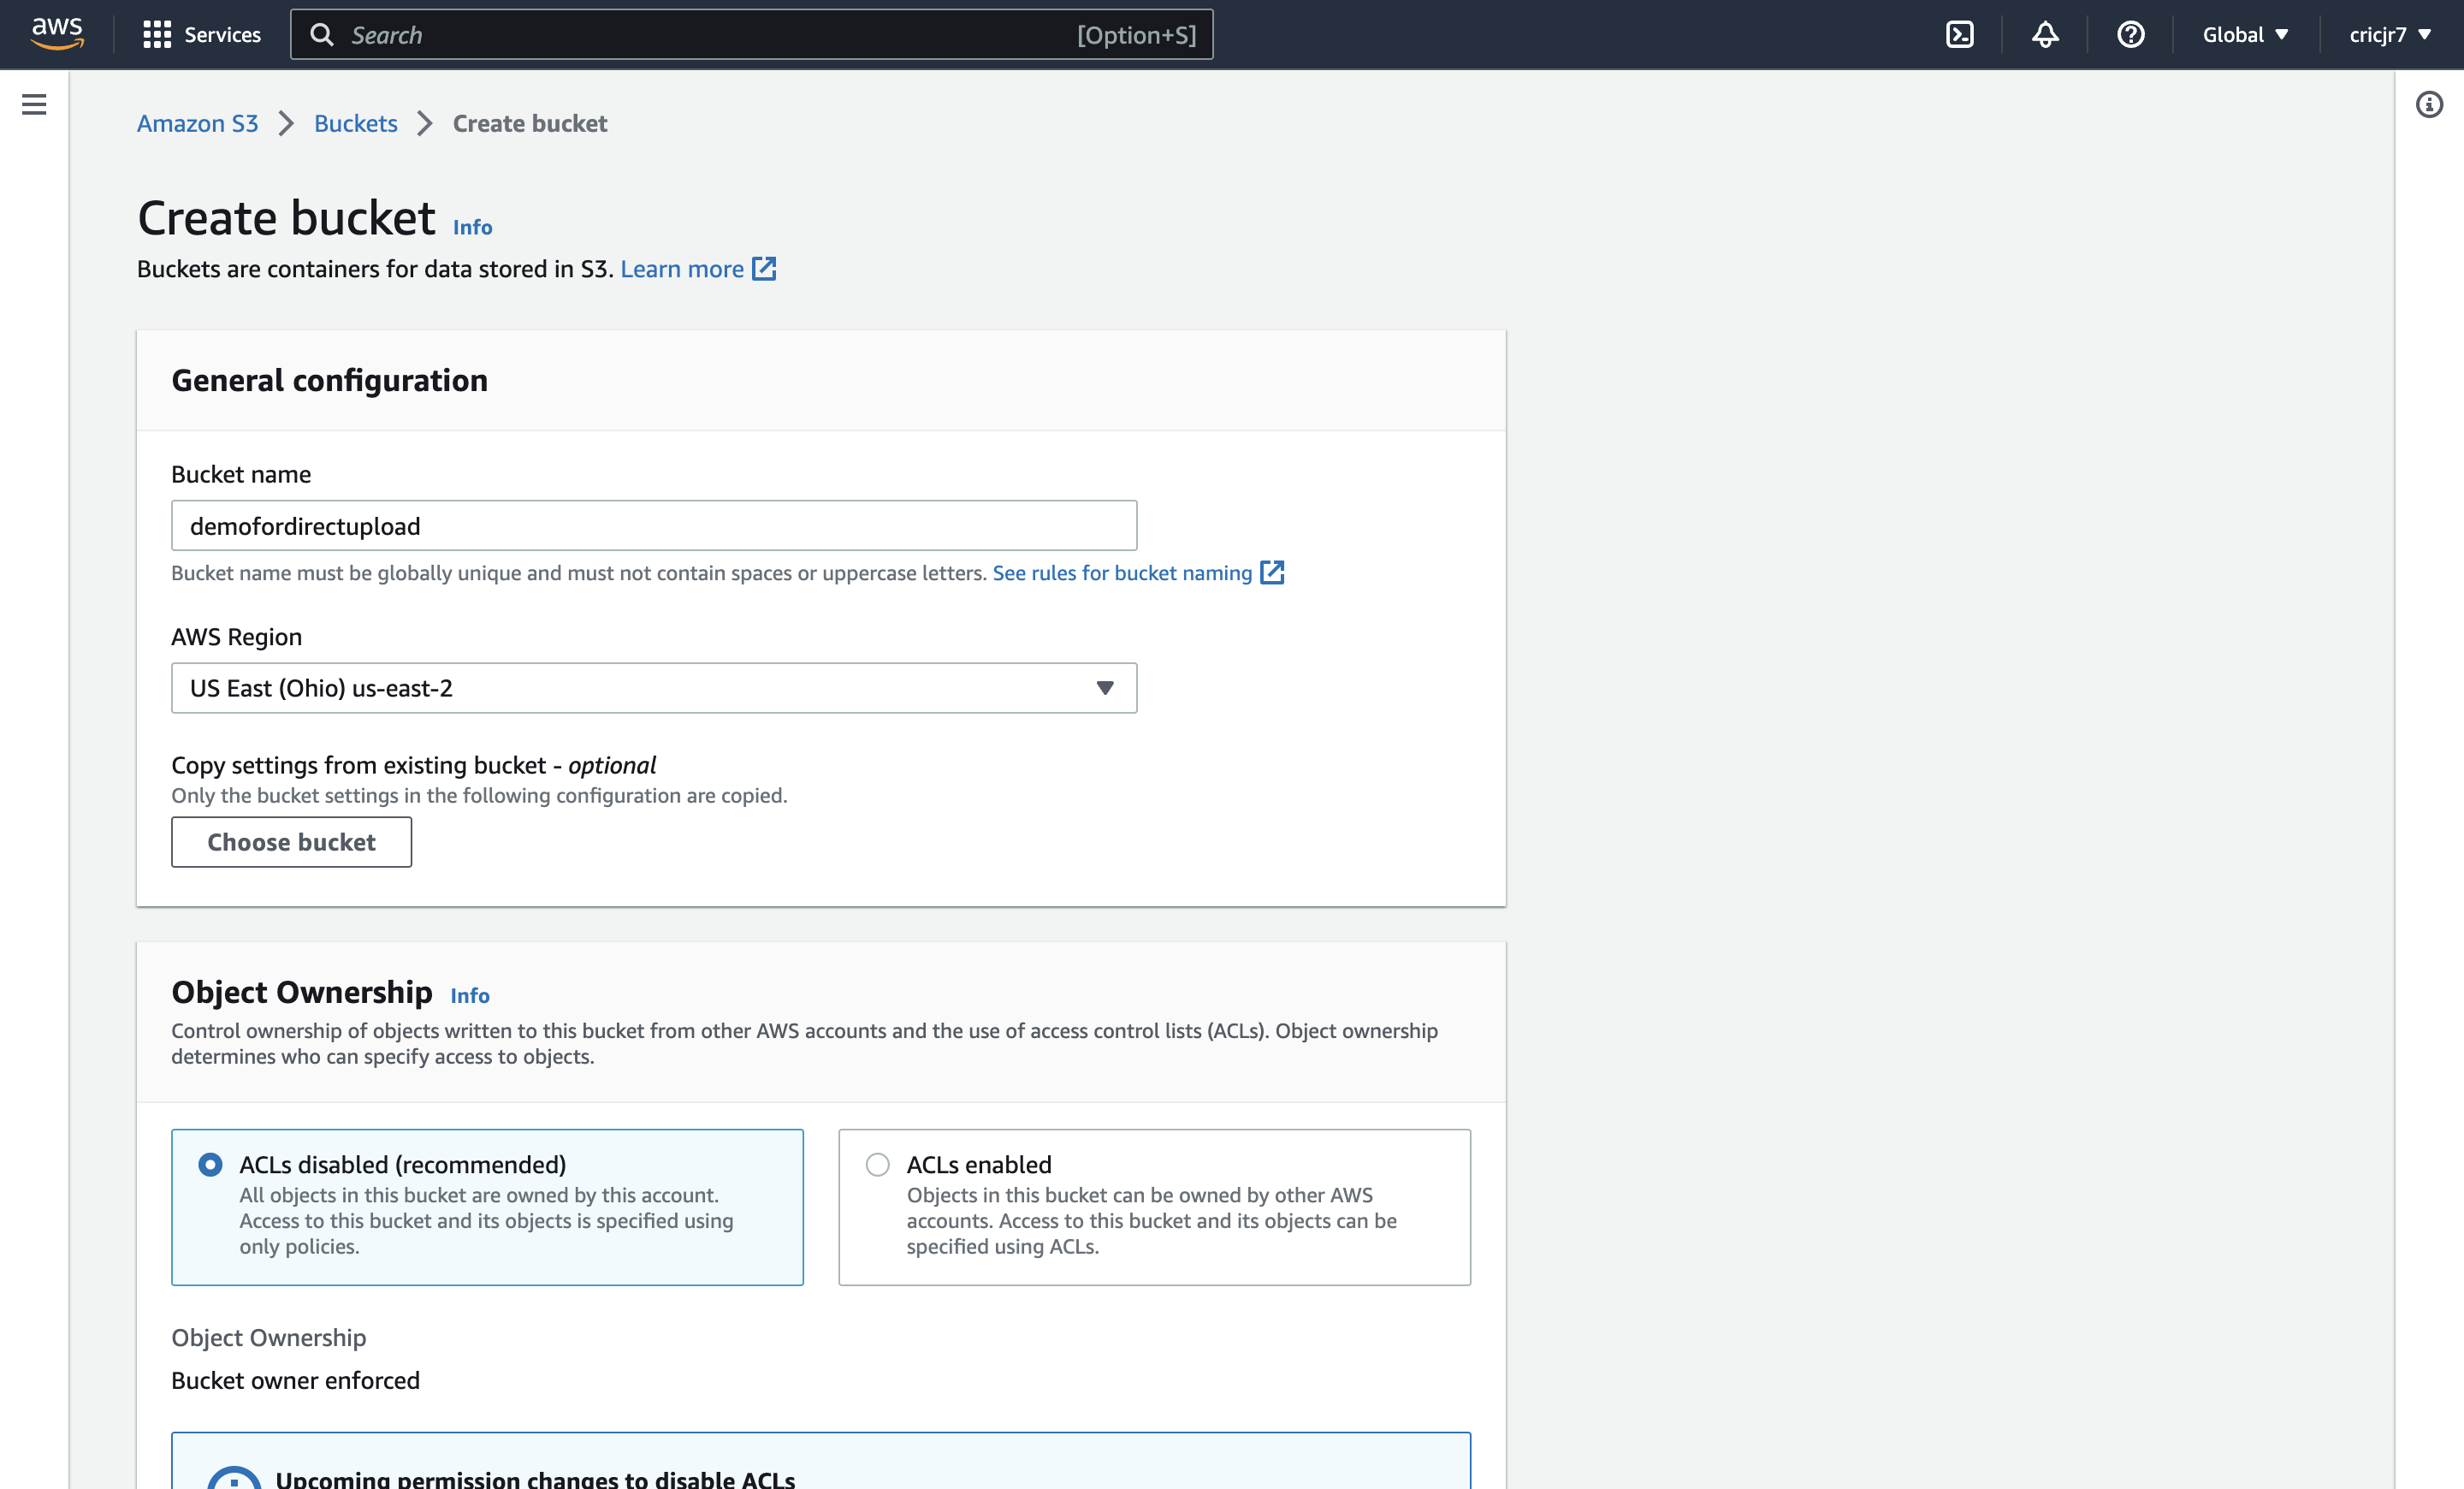 aws
Services
Search
[Option+S]
Global
cricjr7
Amazon S3
Buckets
Create bucket
Create bucket
Info
Buckets are containers for data stored in S3. Learn more
General configuration
Bucket name
demofordirectupload
Bucket name must be globally unique and must not contain spaces or uppercase letters. See rules for bucket naming
AWS Region
US East (Ohio) us-east-2
Copy settings from existing bucket - optional
Only the bucket settings in the following configuration are copied.
Choose bucket
Object Ownership
Info
Control ownership of objects written to this bucket from other AWS accounts and the use of access control lists (ACLs). Object ownership
determines who can specify access to objects.
ACLs disabled (recommended)
All objects in this bucket are owned by this account.
Access to this bucket and its objects is specified using
only policies.
ACLs enabled
Objects in this bucket can be owned by other AWS
accounts. Access to this bucket and its objects can be
specified using ACLs.
Object Ownership
Bucket owner enforced
Upcoming permission changes to disable ACLs